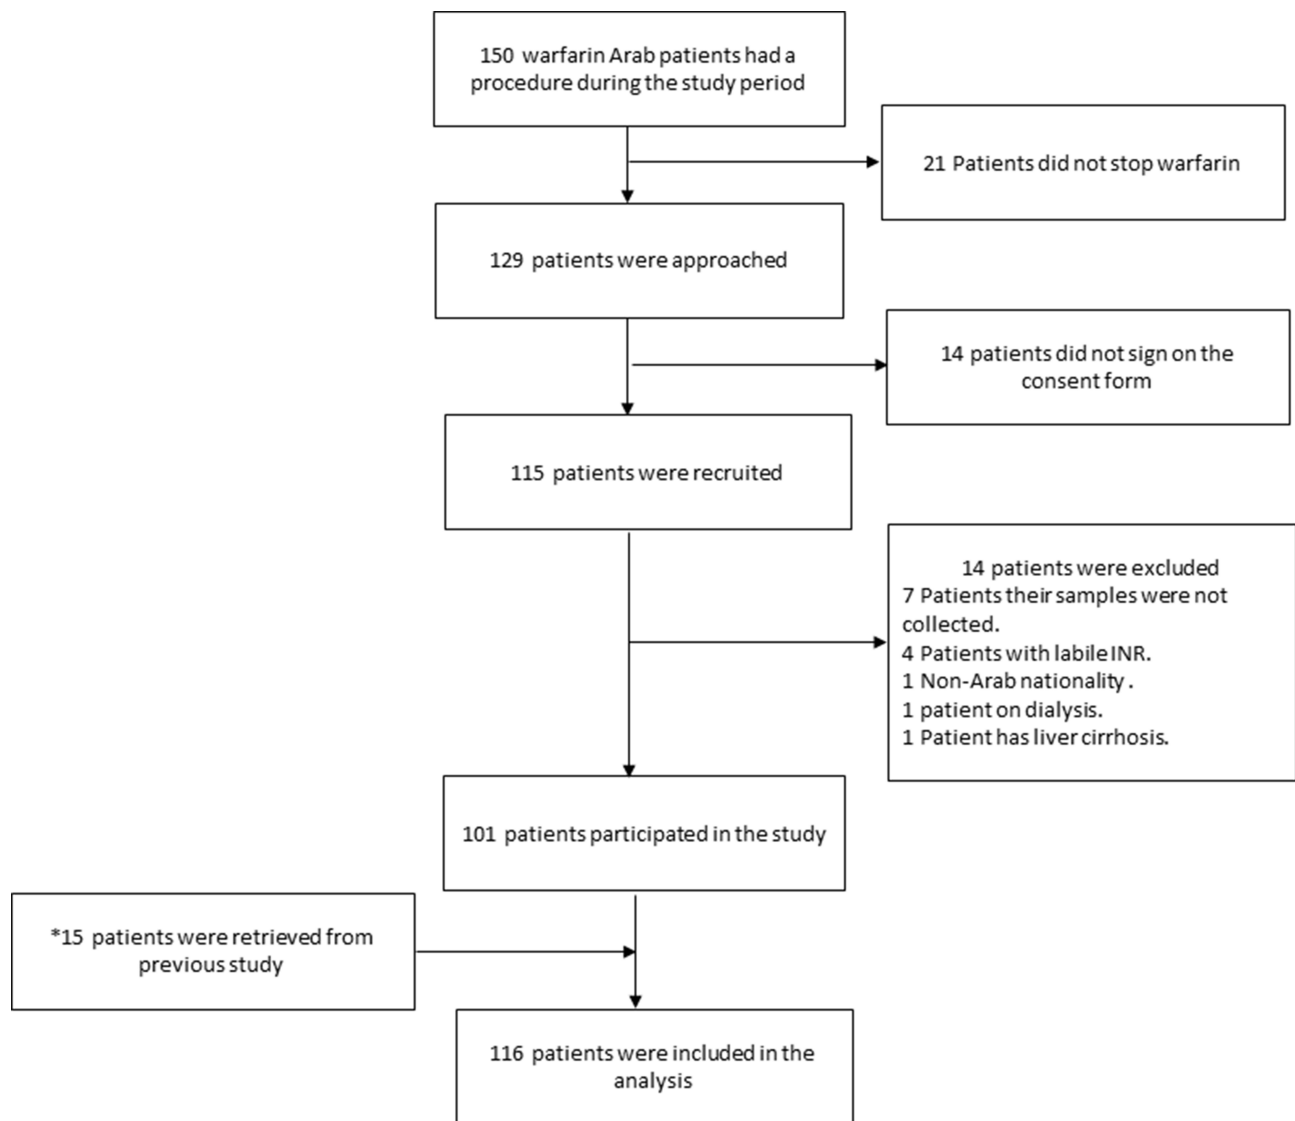 150 warfarin Arab patients had a
procedure during the study period
21 Patients did not stop warfarin
129 patients were approached
14 patients did not sign on the
consent form
115 patients were recruited
14 patients were excluded
7 Patients their samples were not
collected.
4 Patients with labile INR.
1 Non-Arab nationality .
1 patient on dialysis.
1 Patient has liver cirrhosis.
101 patients participated in the study
*15 patients were retrieved from
previous study
116 patients were included in the
analysis